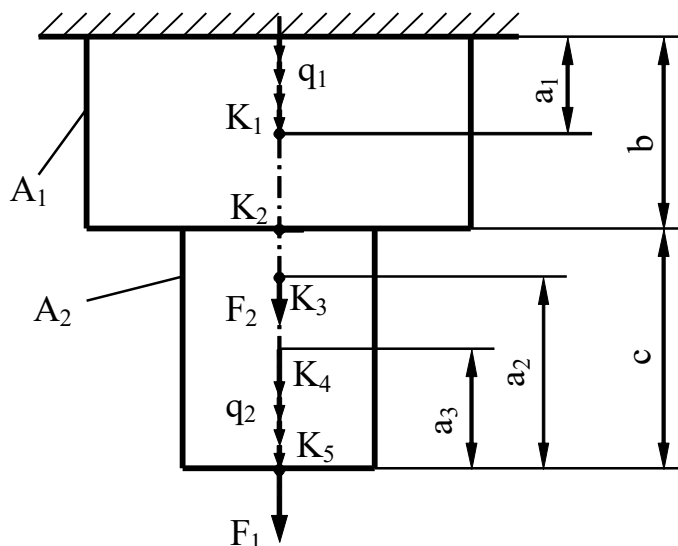 q₁
a₁
K₁
b
A₁
K₂
A₂
F₂
K₃
a₂
c
K₄
a₃
q₂
K₅
F₁